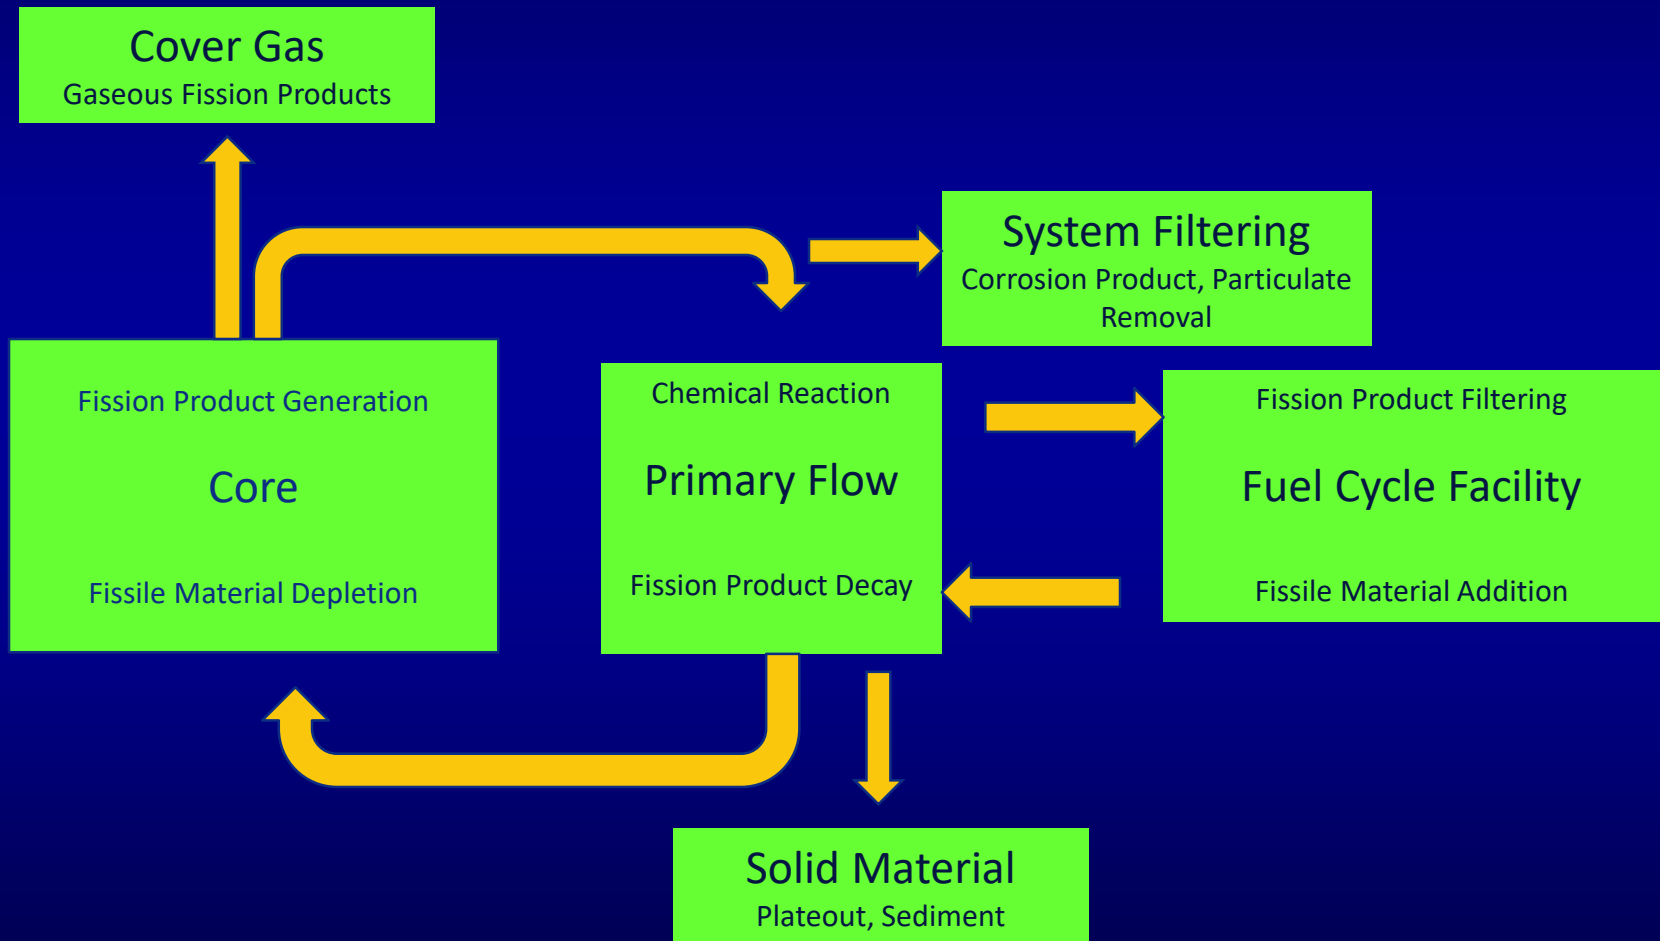 Cover Gas
Gaseous Fission Products
System Filtering
Corrosion Product, Particulate
Removal
Fission Product Generation
Core
Fissile Material Depletion
Chemical Reaction
Primary Flow
Fission Product Decay
Fission Product Filtering
Fuel Cycle Facility
Fissile Material Addition
Solid Material
Plateout, Sediment